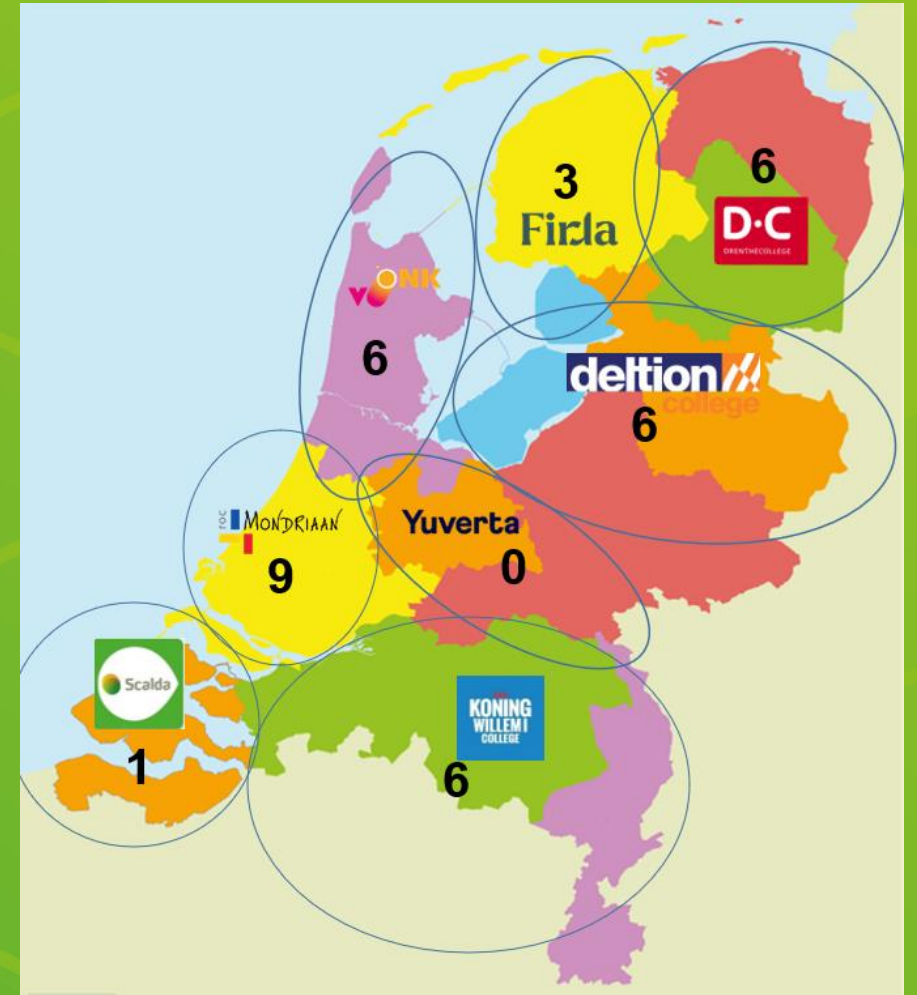 3
Firda
6
D·C
DRENTHECOLLEGE
VONK
6
deltion
college
6
roc MONDRIAAN
9
Yuverta
0
Scalda
1
KONING
WILLEM I
COLLEGE
6